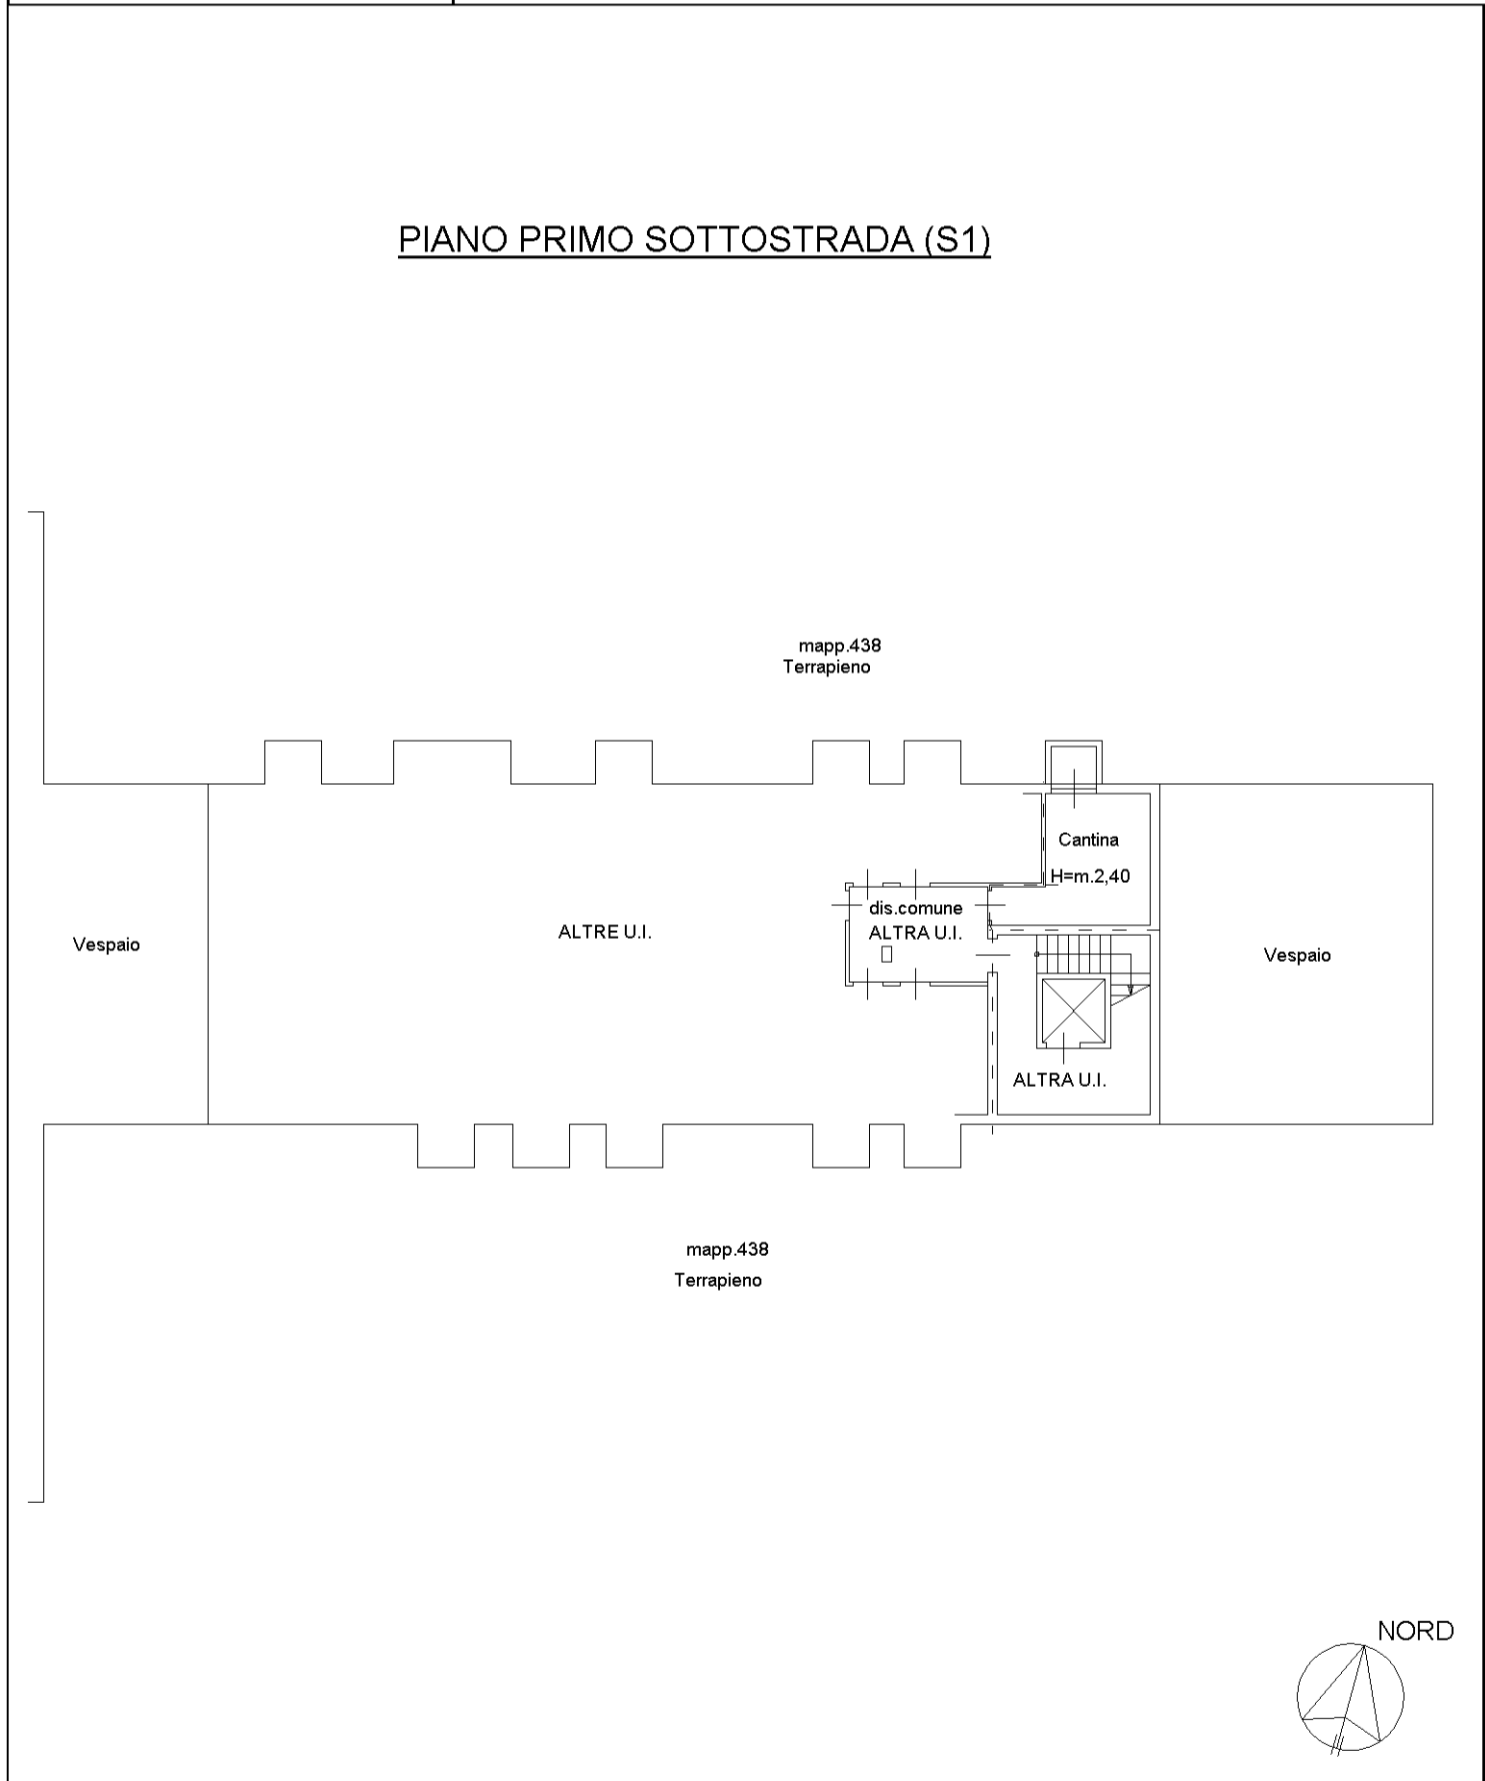 PIANO PRIMO SOTTOSTRADA (S1)
mapp.438
Terrapieno
Cantina
H=m.2,40
dis.comune
ALTRA U.I.
ALTRE U.I.
Vespaio
Vespaio
ALTRA U.I.
mapp.438
Terrapieno
NORD